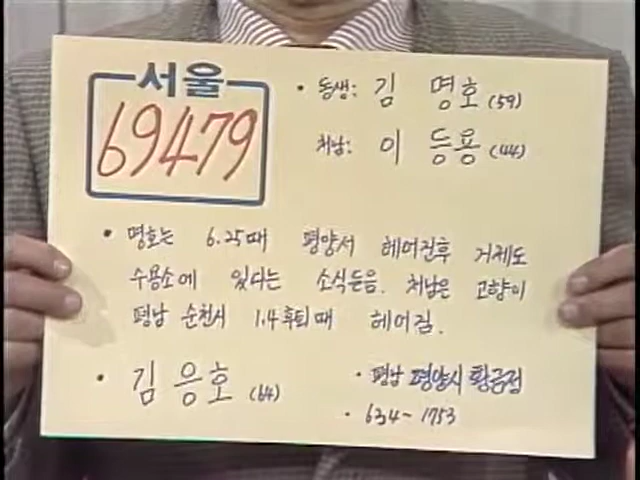 서울
69479
• 동생: 김 명호 (59)
처남: 이 등용 (44)
• 명호는 6.25때 평양서 헤어진후 거제도
수용소에 있다는 소식들음. 처남은 고향이
평남 순천서 1.4후퇴때 헤어짐.
• 김응호 (64)
• 평남 평양시 황금정
• 634~1753